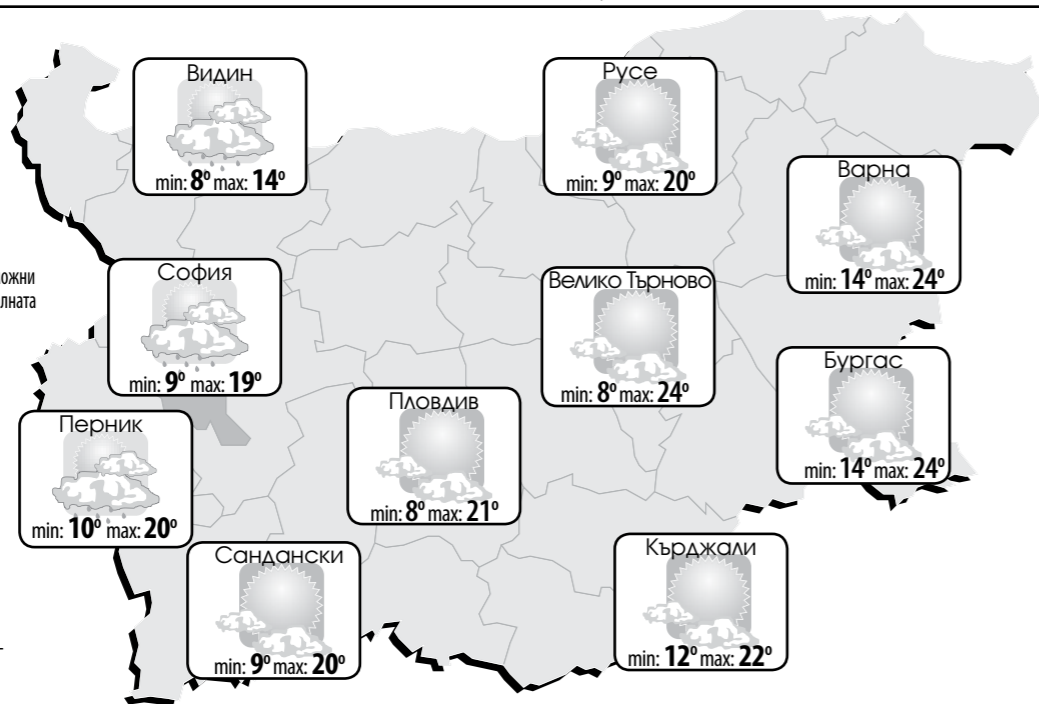 Видин
min: 8° max: 14°
Русе
min: 9° max: 20°
Варна
min: 14° max: 24°
София
min: 9° max: 19°
Велико Търново
min: 8° max: 24°
Бургас
min: 14° max: 24°
Пловдив
min: 8° max: 21°
Перник
min: 10° max: 20°
Сандански
min: 9° max: 20°
Кърджали
min: 12° max: 22°